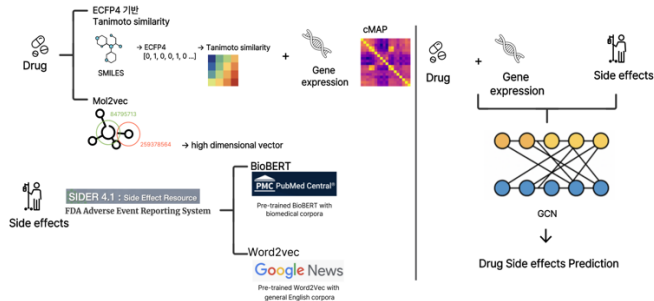 ECFP4 기반
Tanimoto similarity
Drug
SMILES
→ ECFP4
[0, 1, 0, 0, 1, 0 ...]
→ Tanimoto similarity
+
Gene
expression
cMAP
Mol2vec
84795713
259379564
→ high dimensional vector
Side effects
SIDER 4.1 : Side Effect Resource
FDA Adverse Event Reporting System
BioBERT
PMC PubMed Central®
Pre-trained BioBERT with
biomedical corpora
Word2vec
Google News
Pre-trained Word2Vec with
general English corpora
Drug
+
Gene
expression
Side effects
GCN
Drug Side effects Prediction